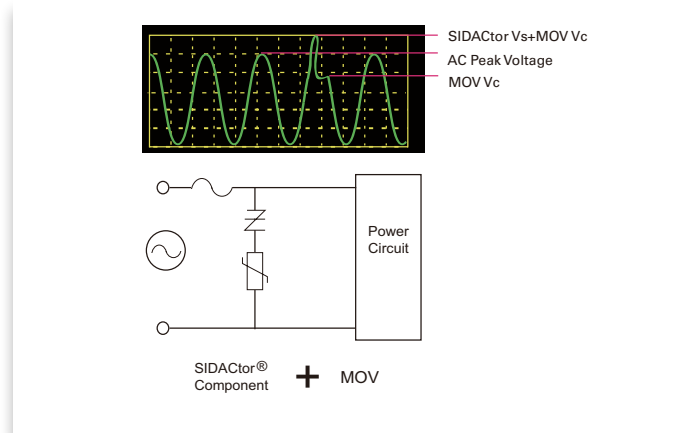 SIDACtor Vs+MOV Vc
AC Peak Voltage
MOV Vc
Power
Circuit
SIDACtor®
Component
+ MOV